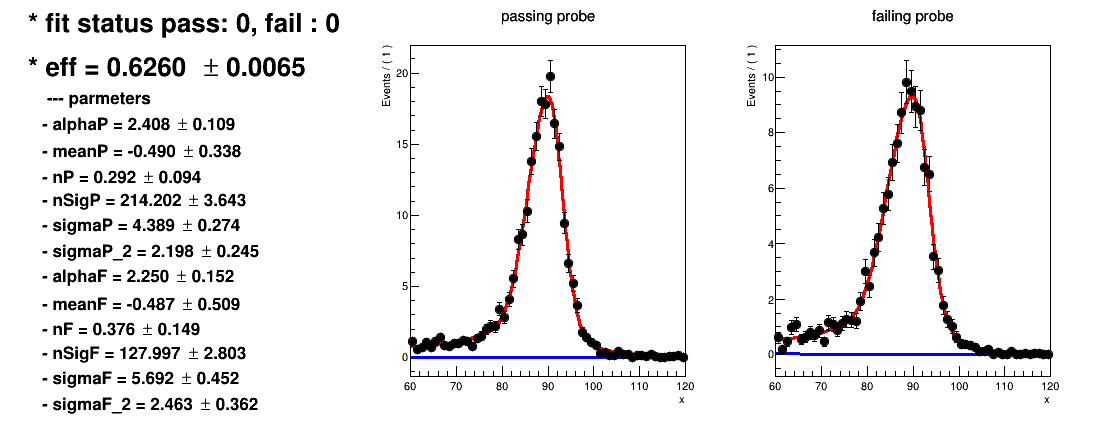 * fit status pass: 0, fail : 0
* eff = 0.6260 ± 0.0065
--- parmeters
- alphaP = 2.408 ± 0.109
- meanP = -0.490 ± 0.338
- nP = 0.292 ± 0.094
- nSigP = 214.202 ± 3.643
- sigmaP = 4.389 ± 0.274
- sigmaP_2 = 2.198 ± 0.245
- alphaF = 2.250 ± 0.152
- meanF = -0.487 ± 0.509
- nF = 0.376 ± 0.149
- nSigF = 127.997 ± 2.803
- sigmaF = 5.692 ± 0.452
- sigmaF_2 = 2.463 ± 0.362
passing probe
Events / ( 1 )
20
15
10
5
0
60 70 80 90 100 110 120
x
failing probe
Events / ( 1 )
10
8
6
4
2
0
60 70 80 90 100 110 120
x